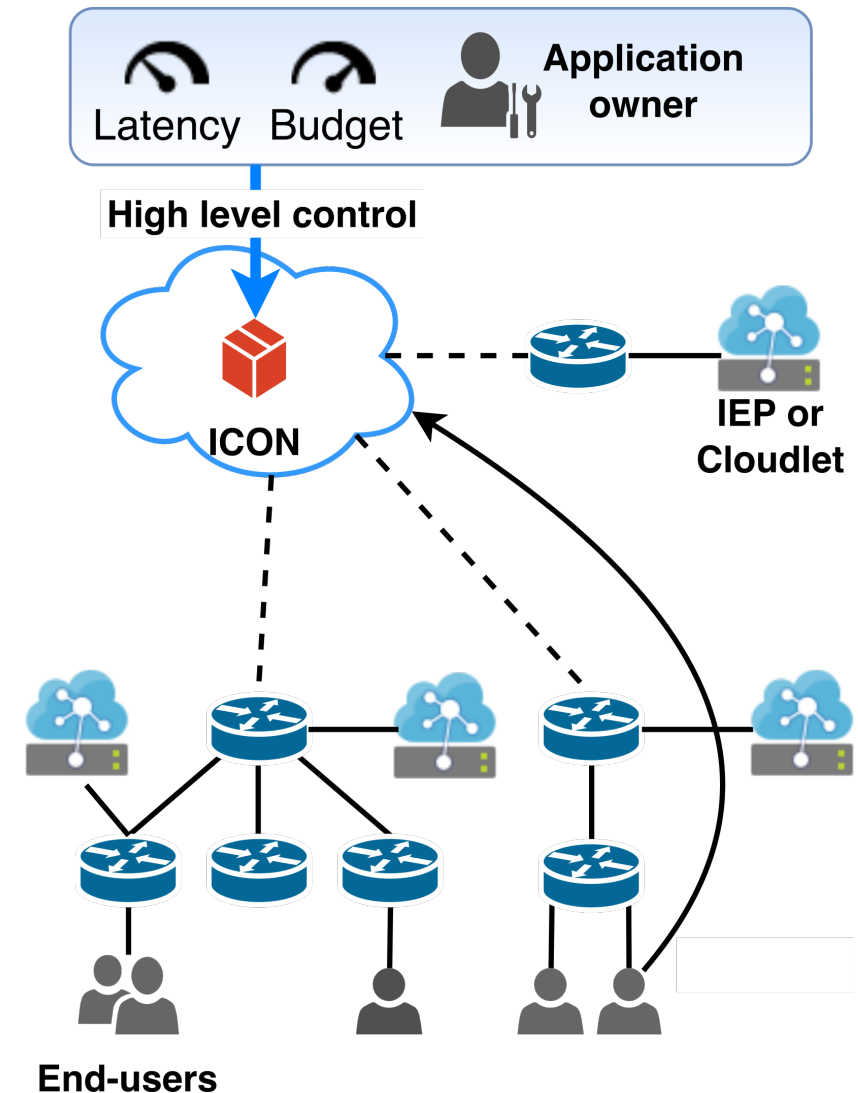 Latency
Budget
Application
owner
High level control
ICON
IEP or
Cloudlet
End-users